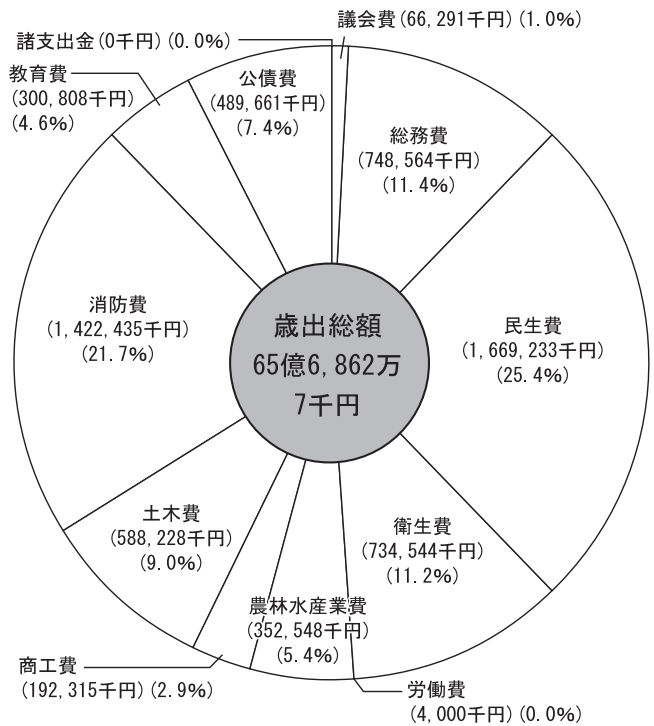 議会費(66,291千円)(1.0%)
総務費
(748,564千円)
(11.4%)
民生費
(1,669,233千円)
(25.4%)
衛生費
(734,544千円)
(11.2%)
労働費
(4,000千円)(0.0%)
農林水産業費
(352,548千円)
(5.4%)
商工費
(192,315千円)(2.9%)
土木費
(588,228千円)
(9.0%)
消防費
(1,422,435千円)
(21.7%)
教育費
(300,808千円)
(4.6%)
公債費
(489,661千円)
(7.4%)
諸支出金(0千円)(0.0%)
歳出総額
65億6,862万
7千円